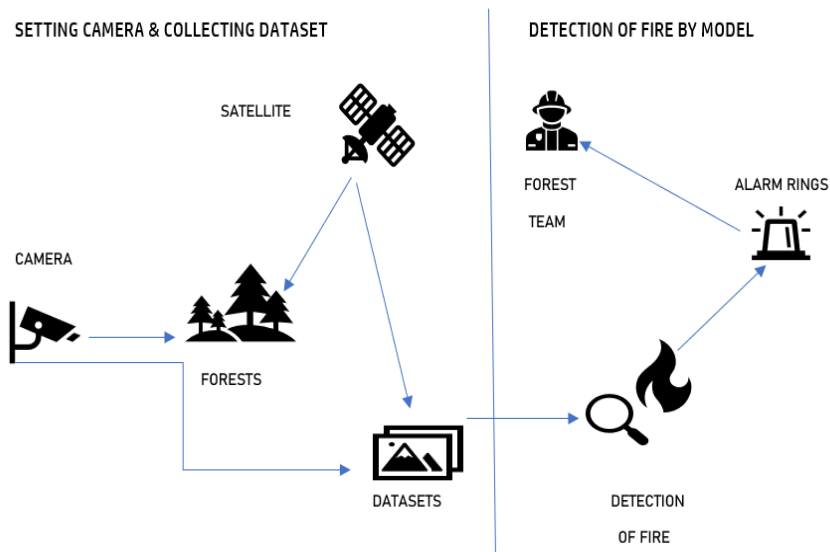 SETTING CAMERA & COLLECTING DATASET
DETECTION OF FIRE BY MODEL
SATELLITE
CAMERA
FORESTS
DATASETS
FOREST
TEAM
ALARM RINGS
DETECTION
OF FIRE